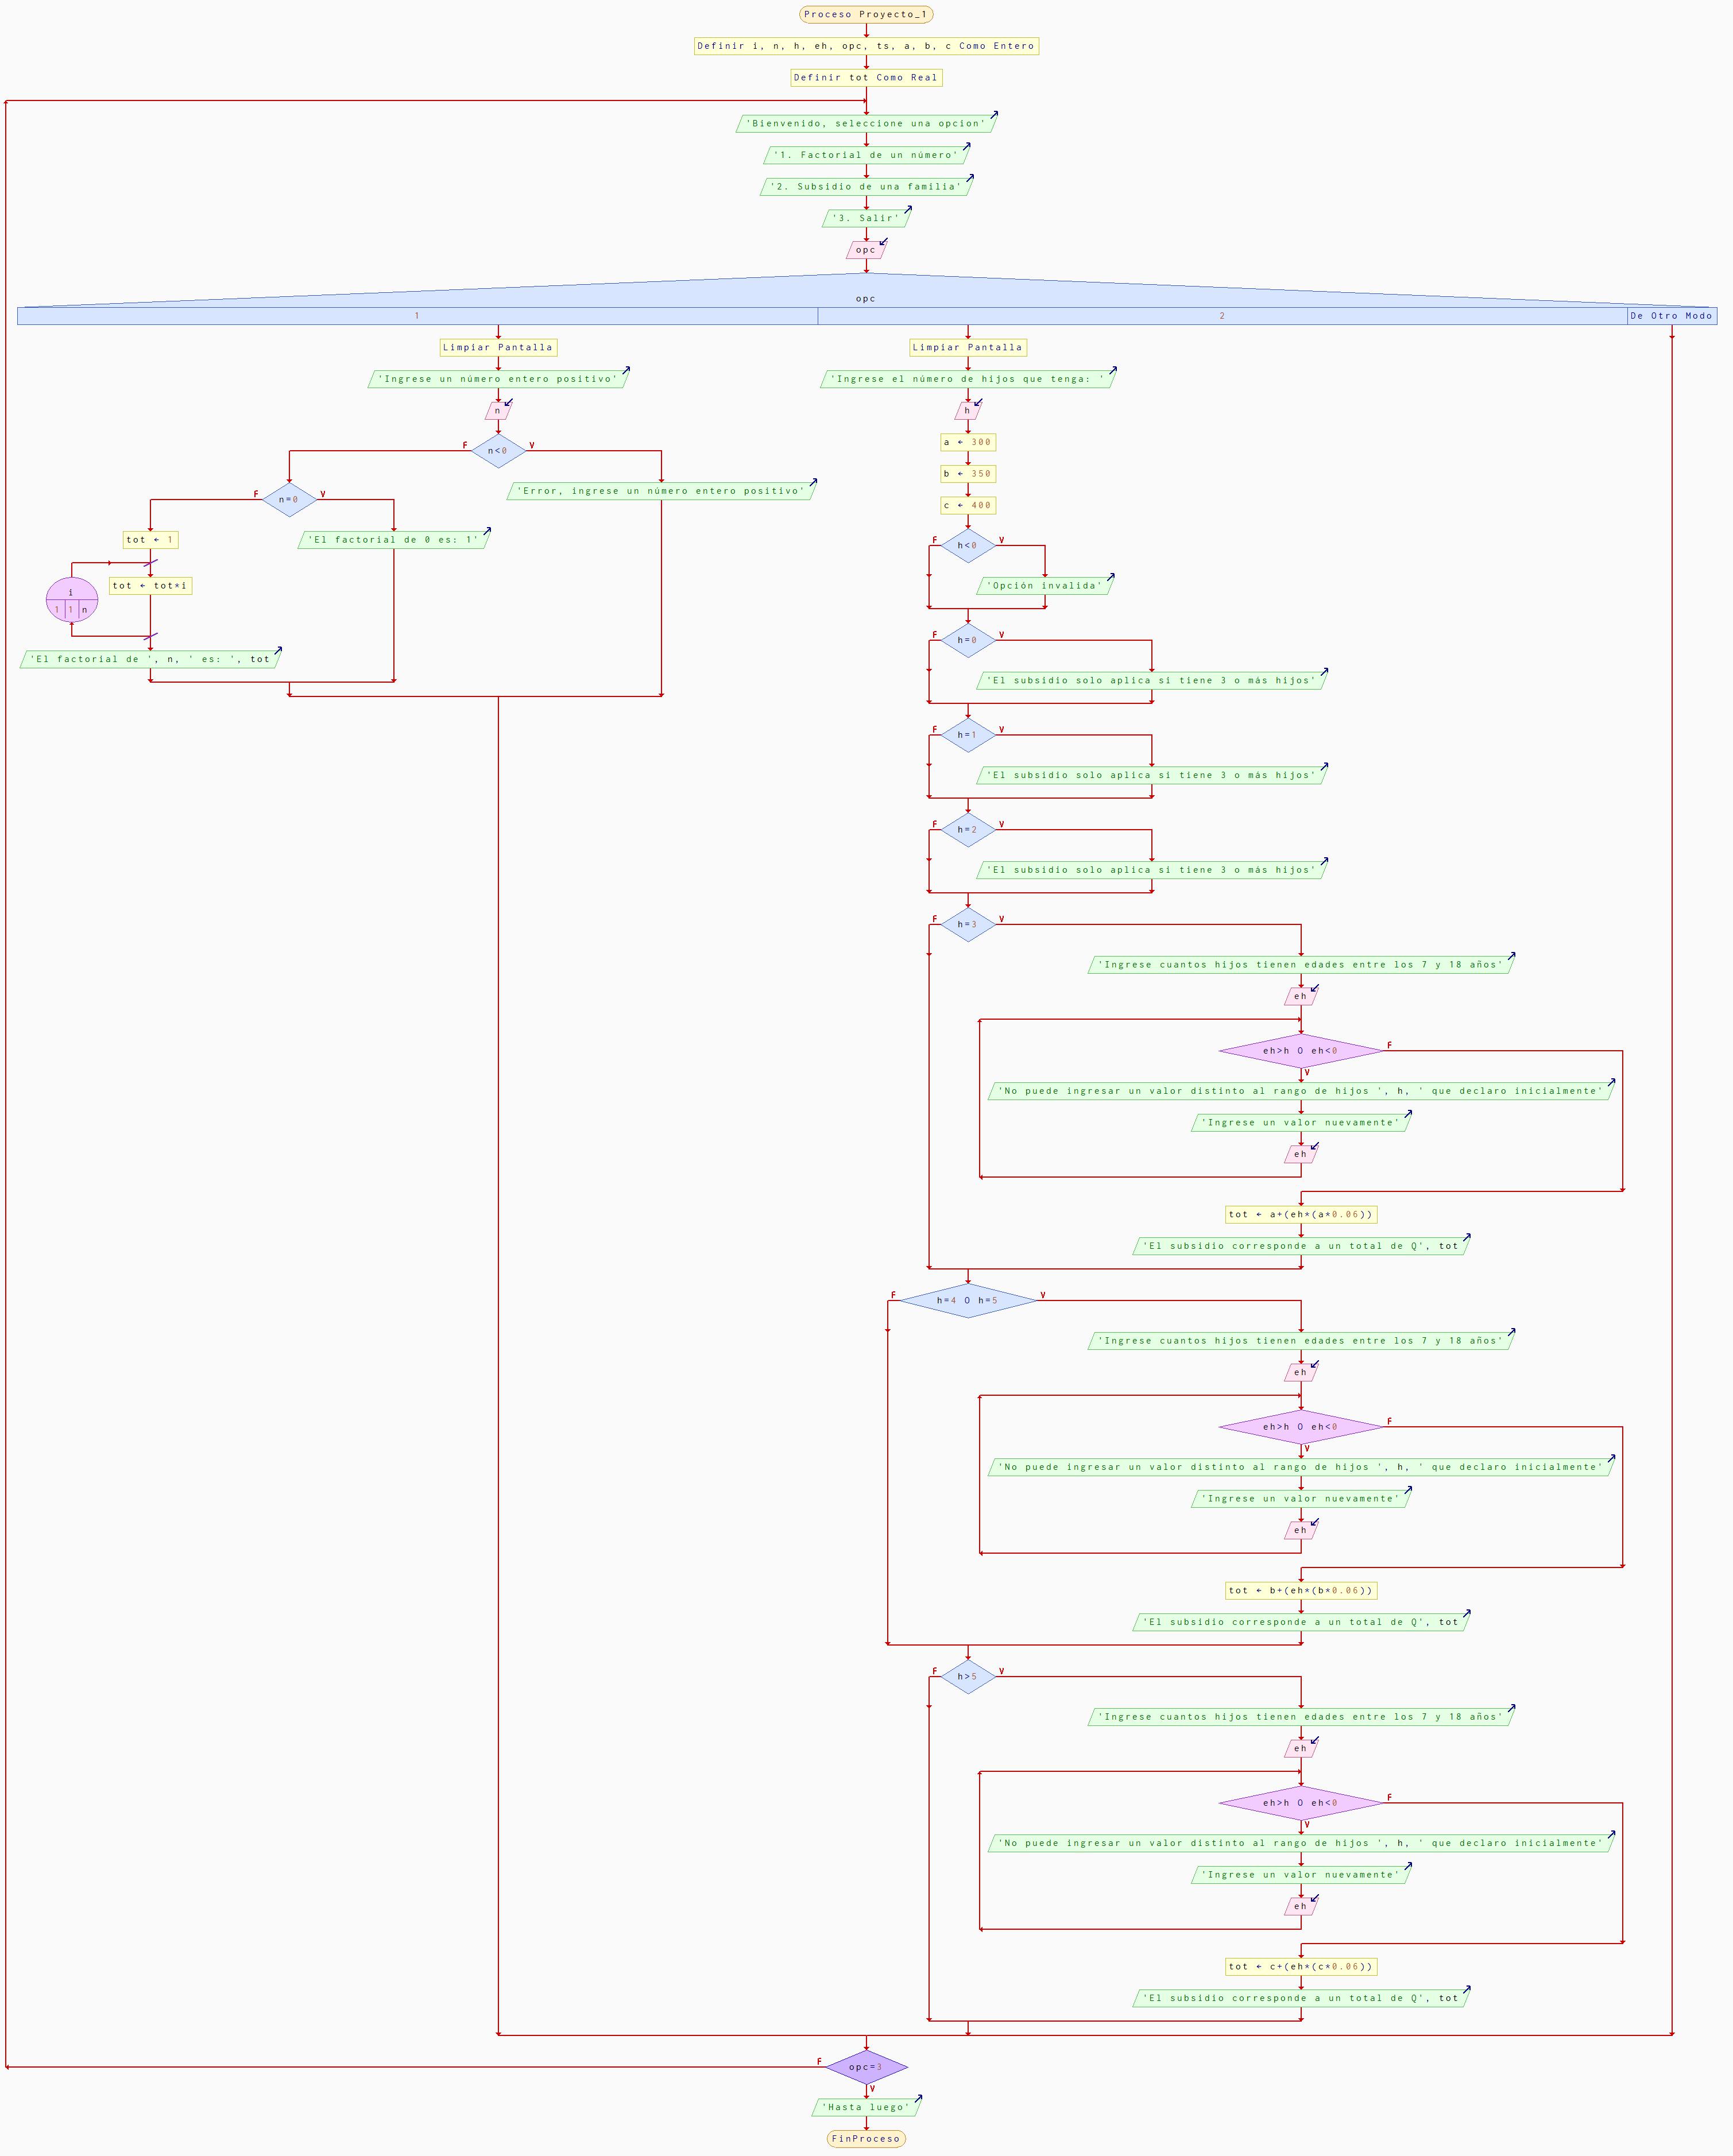 Proceso Proyecto_1
Definir i, n, h, eh, opc, ts, a, b, c Como Entero
Definir tot Como Real
'Bienvenido, seleccione una opcion'
'1. Factorial de un número'
'2. Subsidio de una familia'
'3. Salir'
opc
opc
1
2
De Otro Modo
Limpiar Pantalla
'Ingrese un número entero positivo'
n
n<0
F
V
'Error, ingrese un número entero positivo'
n=0
F
V
'El factorial de 0 es: 1'
tot ← 1
i
1 1 n
tot ← tot*i
'El factorial de ', n, ' es: ', tot
Limpiar Pantalla
'Ingrese el número de hijos que tenga: '
h
a ← 300
b ← 350
c ← 400
h<0
F
V
'Opción invalida'
h=0
F
V
'El subsidio solo aplica si tiene 3 o más hijos'
h=1
F
V
'El subsidio solo aplica si tiene 3 o más hijos'
h=2
F
V
'El subsidio solo aplica si tiene 3 o más hijos'
h=3
F
V
'Ingrese cuantos hijos tienen edades entre los 7 y 18 años'
eh
eh>h O eh<0
F
V
'No puede ingresar un valor distinto al rango de hijos ', h, ' que declaro inicialmente'
'Ingrese un valor nuevamente'
eh
tot ← a+(eh*(a*0.06))
'El subsidio corresponde a un total de Q', tot
h=4 O h=5
F
V
'Ingrese cuantos hijos tienen edades entre los 7 y 18 años'
eh
eh>h O eh<0
F
V
'No puede ingresar un valor distinto al rango de hijos ', h, ' que declaro inicialmente'
'Ingrese un valor nuevamente'
eh
tot ← b+(eh*(b*0.06))
'El subsidio corresponde a un total de Q', tot
h>5
F
V
'Ingrese cuantos hijos tienen edades entre los 7 y 18 años'
eh
eh>h O eh<0
F
V
'No puede ingresar un valor distinto al rango de hijos ', h, ' que declaro inicialmente'
'Ingrese un valor nuevamente'
eh
tot ← c+(eh*(c*0.06))
'El subsidio corresponde a un total de Q', tot
opc=3
F
V
'Hasta luego'
FinProceso